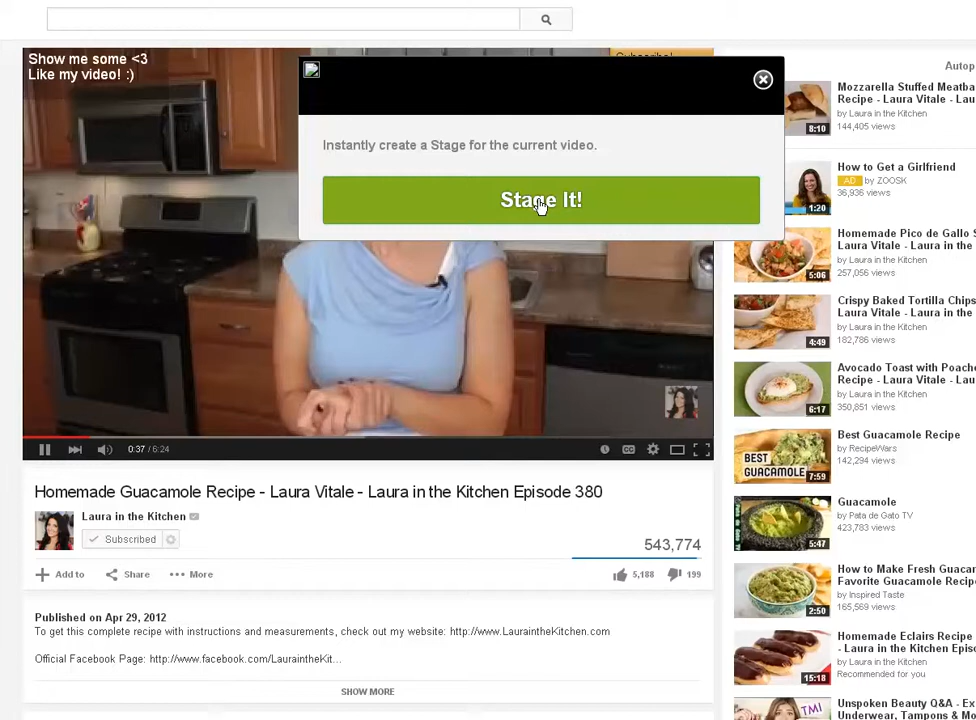 Show me some <3
Like my video! :)
Instantly create a Stage for the current video.
Stage It!
0:37 / 6:24
Homemade Guacamole Recipe - Laura Vitale - Laura in the Kitchen Episode 380
Laura in the Kitchen
Subscribed
543,774
Add to
Share
More
5,188
199
Published on Apr 29, 2012
To get this complete recipe with instructions and measurements, check out my website: http://www.LauraintheKitchen.com
Official Facebook Page: http://www.facebook.com/LauraintheKit...
SHOW MORE
Autop
8:10
Mozzarella Stuffed Meatba
Recipe - Laura Vitale - Lau
by Laura in the Kitchen
144,405 views
1:20
How to Get a Girlfriend
AD by ZOOSK
36,936 views
5:06
Homemade Pico de Gallo S
Laura Vitale - Laura in the
by Laura in the Kitchen
257,056 views
4:49
Crispy Baked Tortilla Chips
Laura Vitale - Laura in the
by Laura in the Kitchen
182,786 views
6:17
Avocado Toast with Poache
Recipe - Laura Vitale - Lau
by Laura in the Kitchen
350,851 views
BEST
GUACAMOLE
7:59
Best Guacamole Recipe
by RecipeWars
142,294 views
5:47
Guacamole
by Pata de Gato TV
423,783 views
2:50
How to Make Fresh Guacam
Favorite Guacamole Recipe
by Inspired Taste
165,569 views
15:18
Homemade Eclairs Recipe
- Laura in the Kitchen Episo
by Laura in the Kitchen
Recommended for you
TMI
Unspoken Beauty Q&A - Ex
Underwear, Tampons & Mo